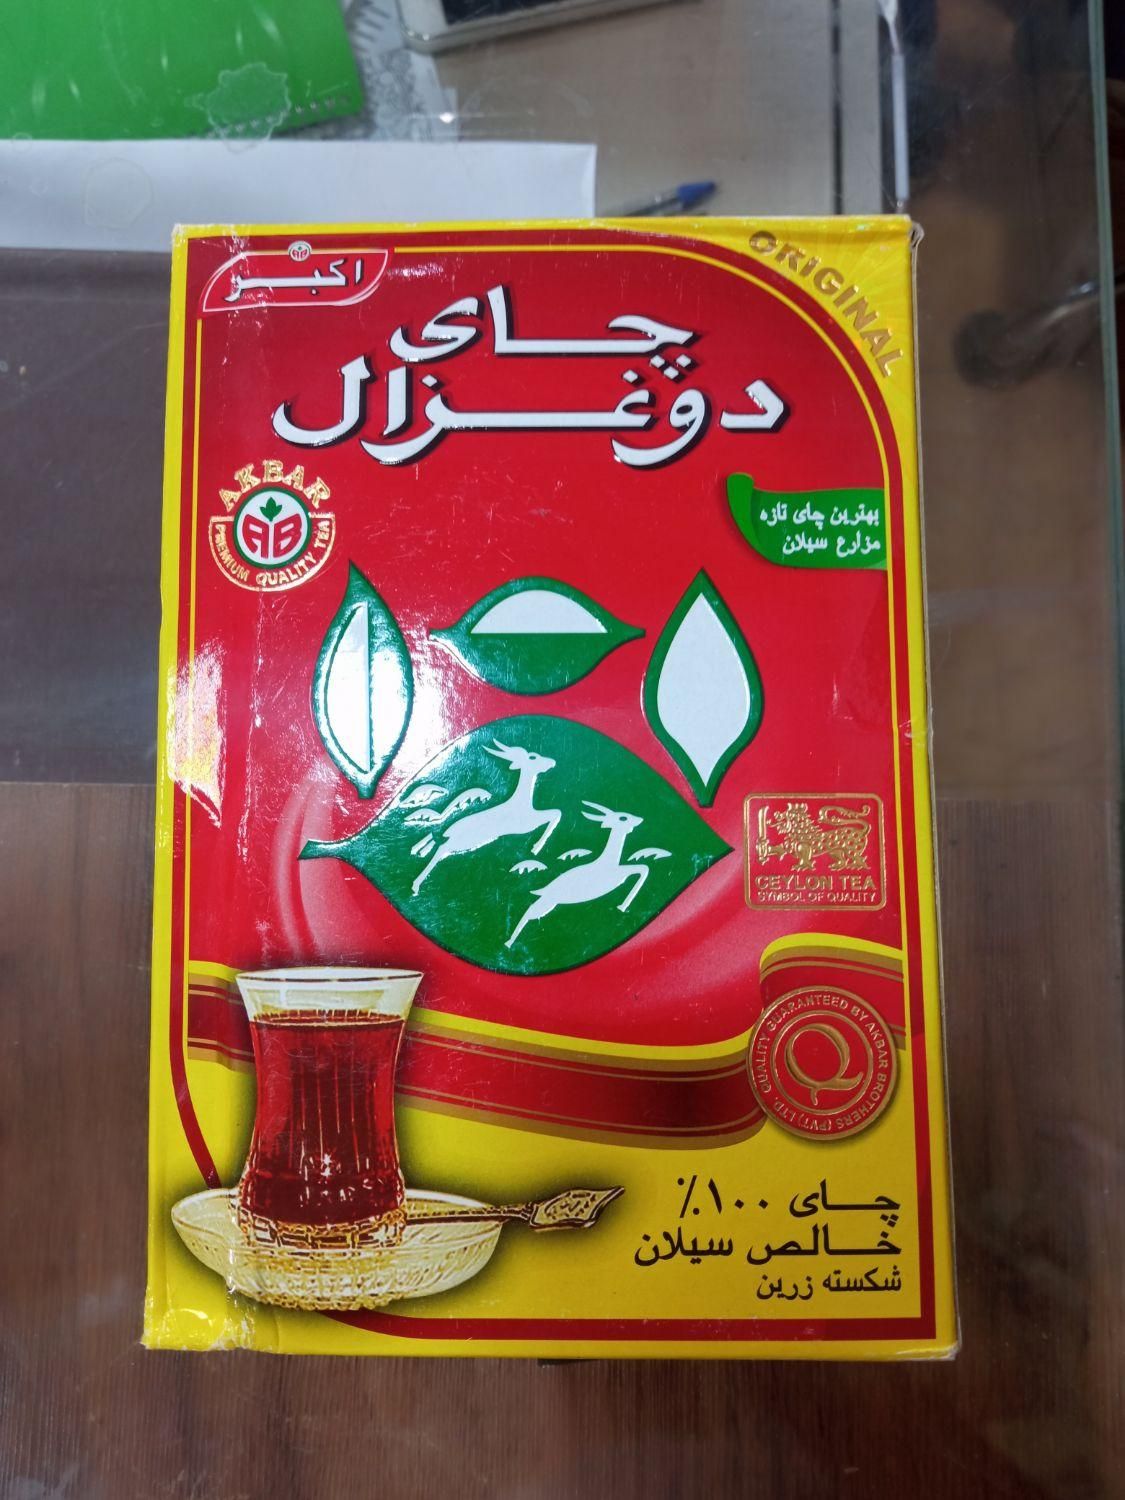 اکبر
ORIGINAL
چای
دوغزال
AKBAR
AB
PREMIUM QUALITY TEA
بهترین چای تازه
مزارع سیلان
CEYLON TEA
SYMBOL OF QUALITY
QUALITY GUARANTEED BY AKBAR BROTHERS (PVT) LTD.
Q
چای ۱۰۰٪
خالص سیلان
شکسته زرین